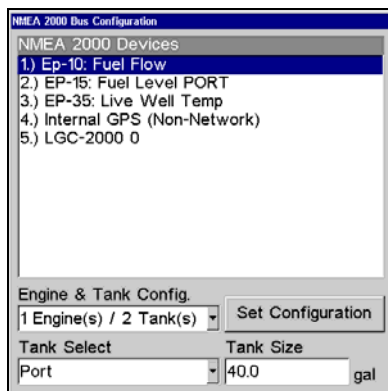 NMEA 2000 Bus Configuration
NMEA 2000 Devices
1.) Ep-10: Fuel Flow
2.) EP-15: Fuel Level PORT
3.) EP-35: Live Well Temp
4.) Internal GPS (Non-Network)
5.) LGC-2000 0
Engine & Tank Config.
1 Engine(s) / 2 Tank(s)
Set Configuration
Tank Select
Tank Size
Port
40.0
gal